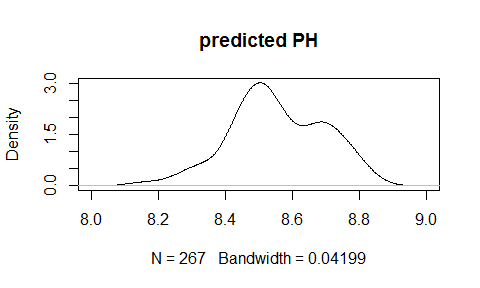 predicted PH
Density
3.0
1.5
0.0
8.0 8.2 8.4 8.6 8.8 9.0
N = 267 Bandwidth = 0.04199